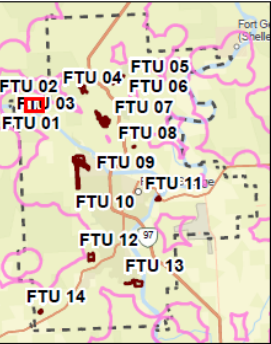 Fort Ge
(Shelle
FTU 05
FTU 04
FTU 06
FTU 02
FTU 03
FTU 07
FTU 01
FTU 08
FTU 09
FTU 11
FTU 10
97
FTU 12
FTU 13
FTU 14